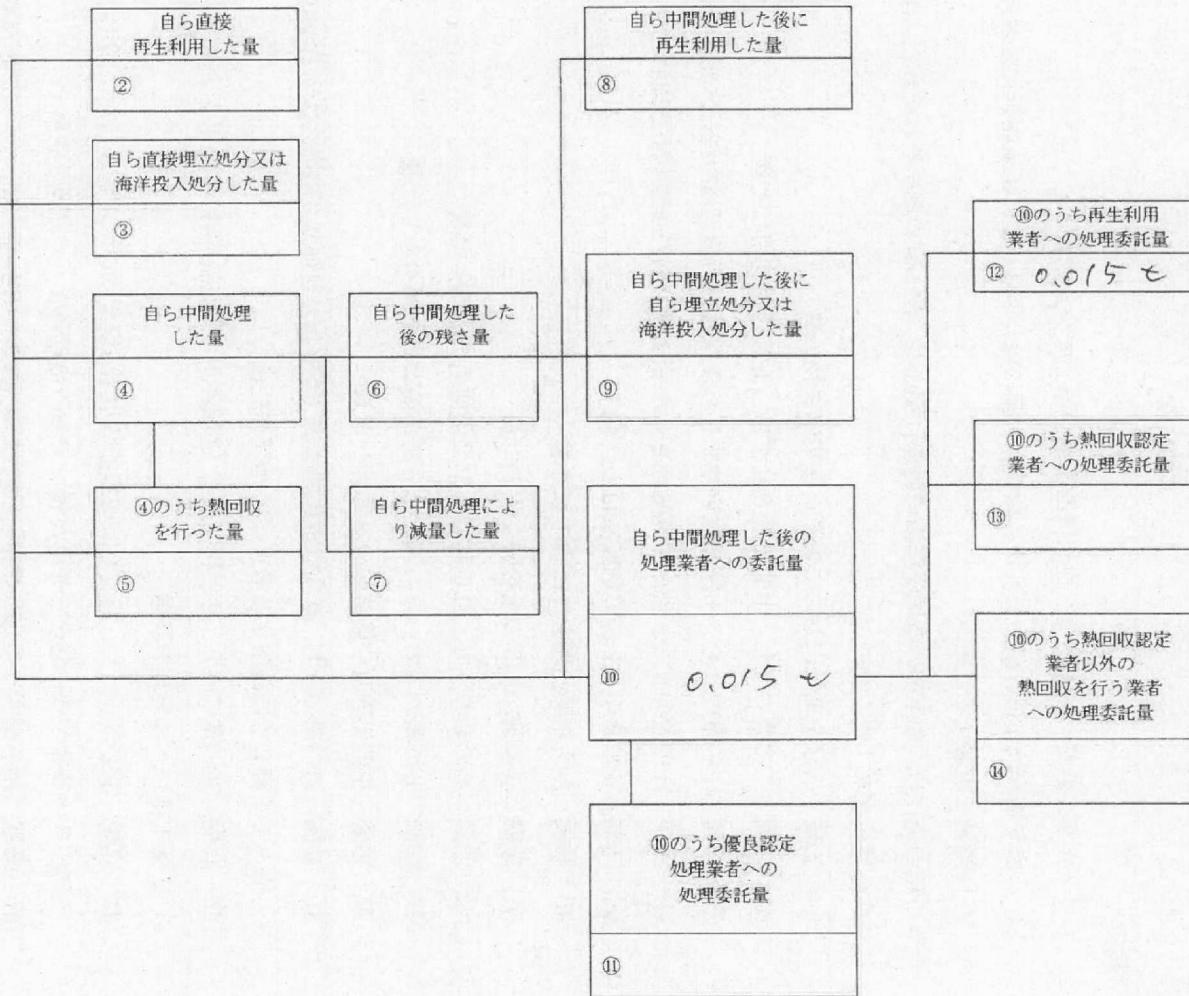 自ら直接
再生利用した量
②
自ら直接埋立処分又は
海洋投入処分した量
③
自ら中間処理
した量
④
④のうち熱回収
を行った量
⑤
自ら中間処理した
後の残さ量
⑥
自ら中間処理によ
り減量した量
⑦
自ら中間処理した後に
再生利用した量
⑧
自ら中間処理した後に
自ら埋立処分又は
海洋投入処分した量
⑨
自ら中間処理した後の
処理業者への委託量
⑩ 0.015 t
⑩のうち優良認定
処理業者への
処理委託量
⑪
⑩のうち再生利用
業者への処理委託量
⑫ 0.015 t
⑩のうち熱回収認定
業者への処理委託量
⑬
⑩のうち熱回収認定
業者以外の
熱回収を行う業者
への処理委託量
⑭